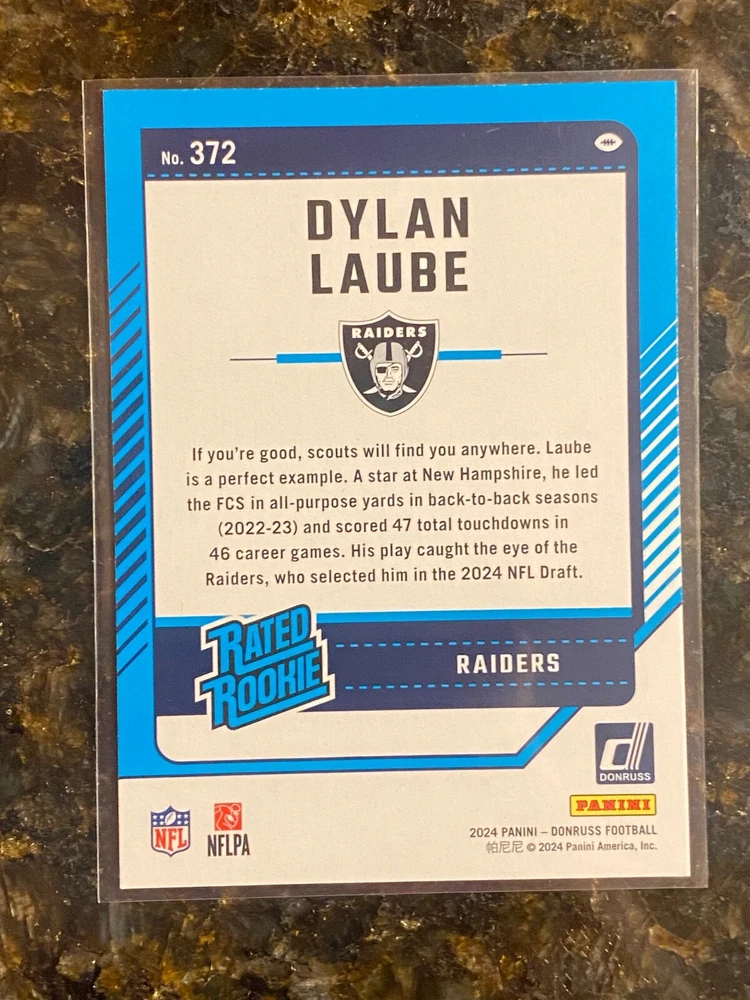 No. 372
DYLAN
LAUBE
RAIDERS
If you're good, scouts will find you anywhere. Laube
is a perfect example. A star at New Hampshire, he led
the FCS in all-purpose yards in back-to-back seasons
(2022-23) and scored 47 total touchdowns in
46 career games. His play caught the eye of the
Raiders, who selected him in the 2024 NFL Draft.
RATED
ROOKIE
RAIDERS
DONRUSS
PANINI
NFL
NFLPA
2024 PANINI – DONRUSS FOOTBALL
帕尼尼 © 2024 Panini America, Inc.